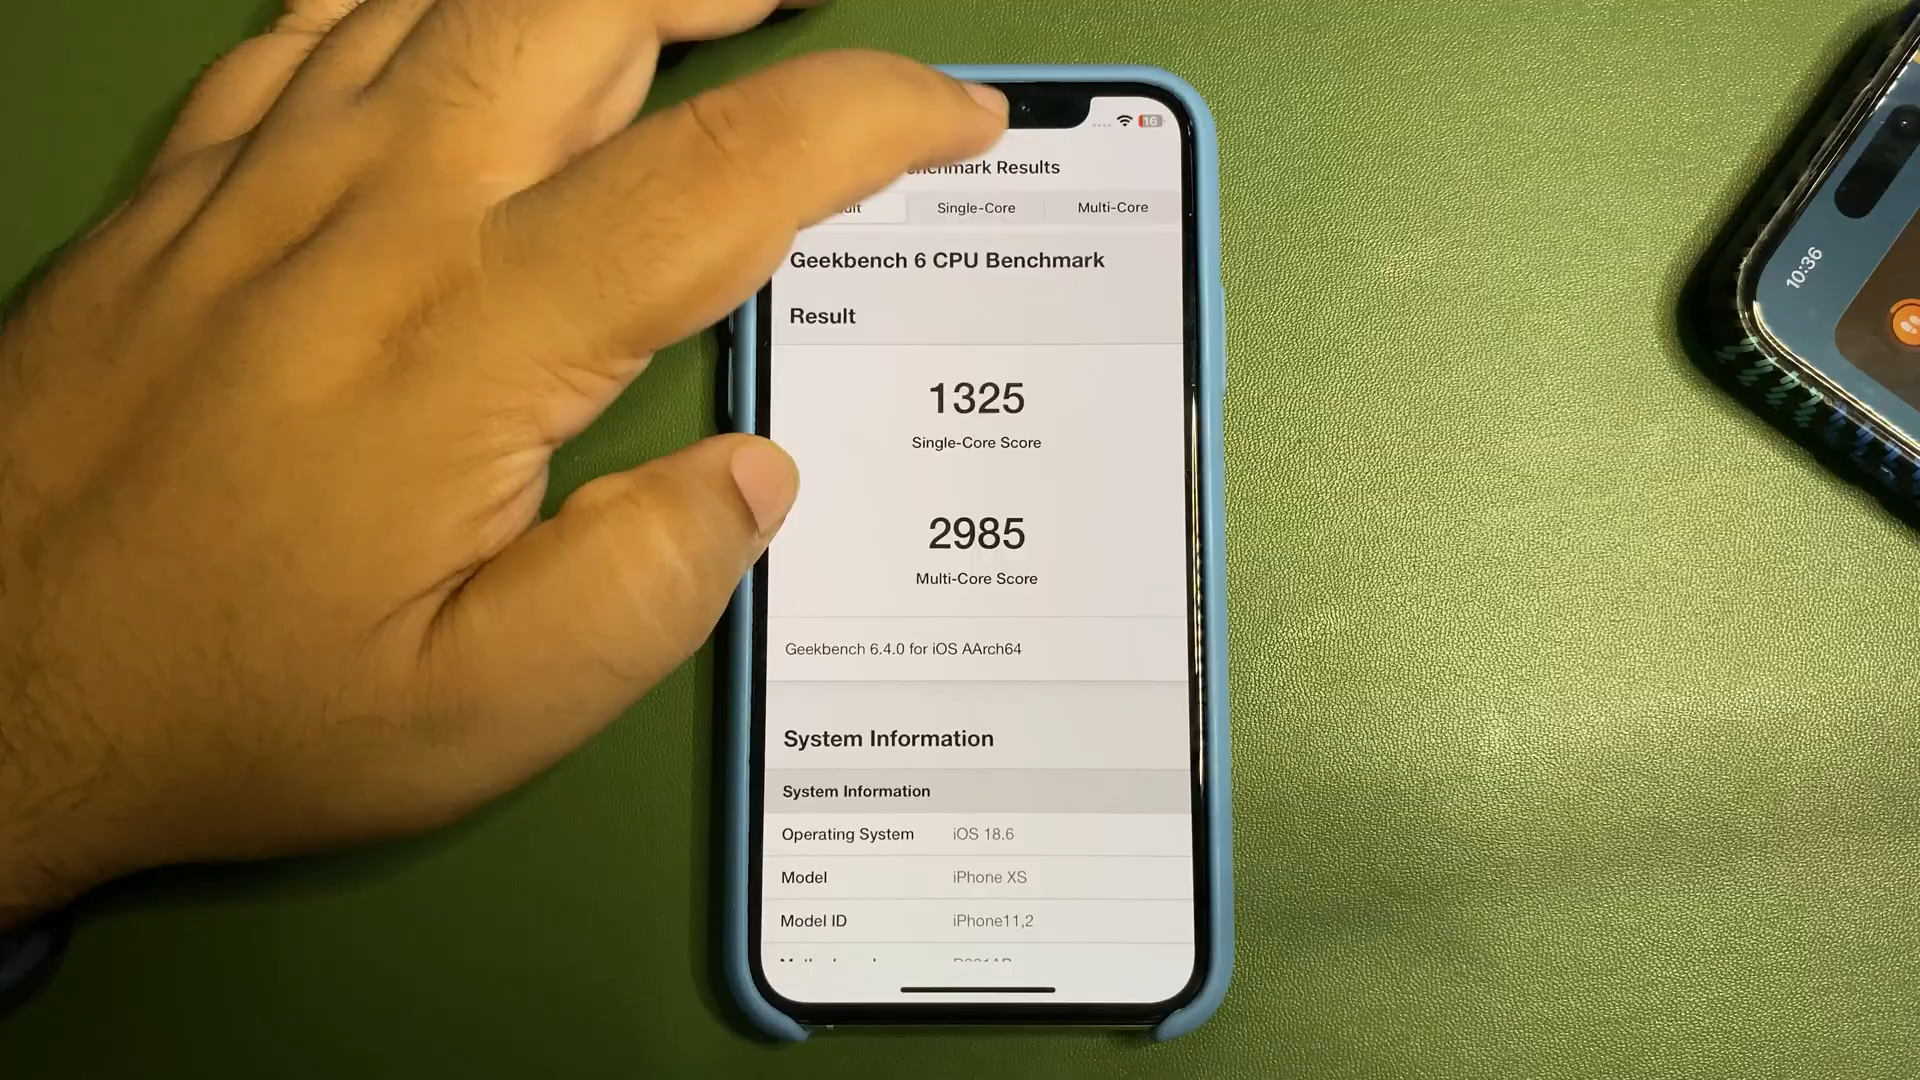 16
Results
Single-Core
Multi-Core
Geekbench 6 CPU Benchmark
Result
1325
Single-Core Score
2985
Multi-Core Score
Geekbench 6.4.0 for iOS AArch64
System Information
System Information
Operating System iOS 18.6
Model iPhone XS
Model ID iPhone11,2
10:36